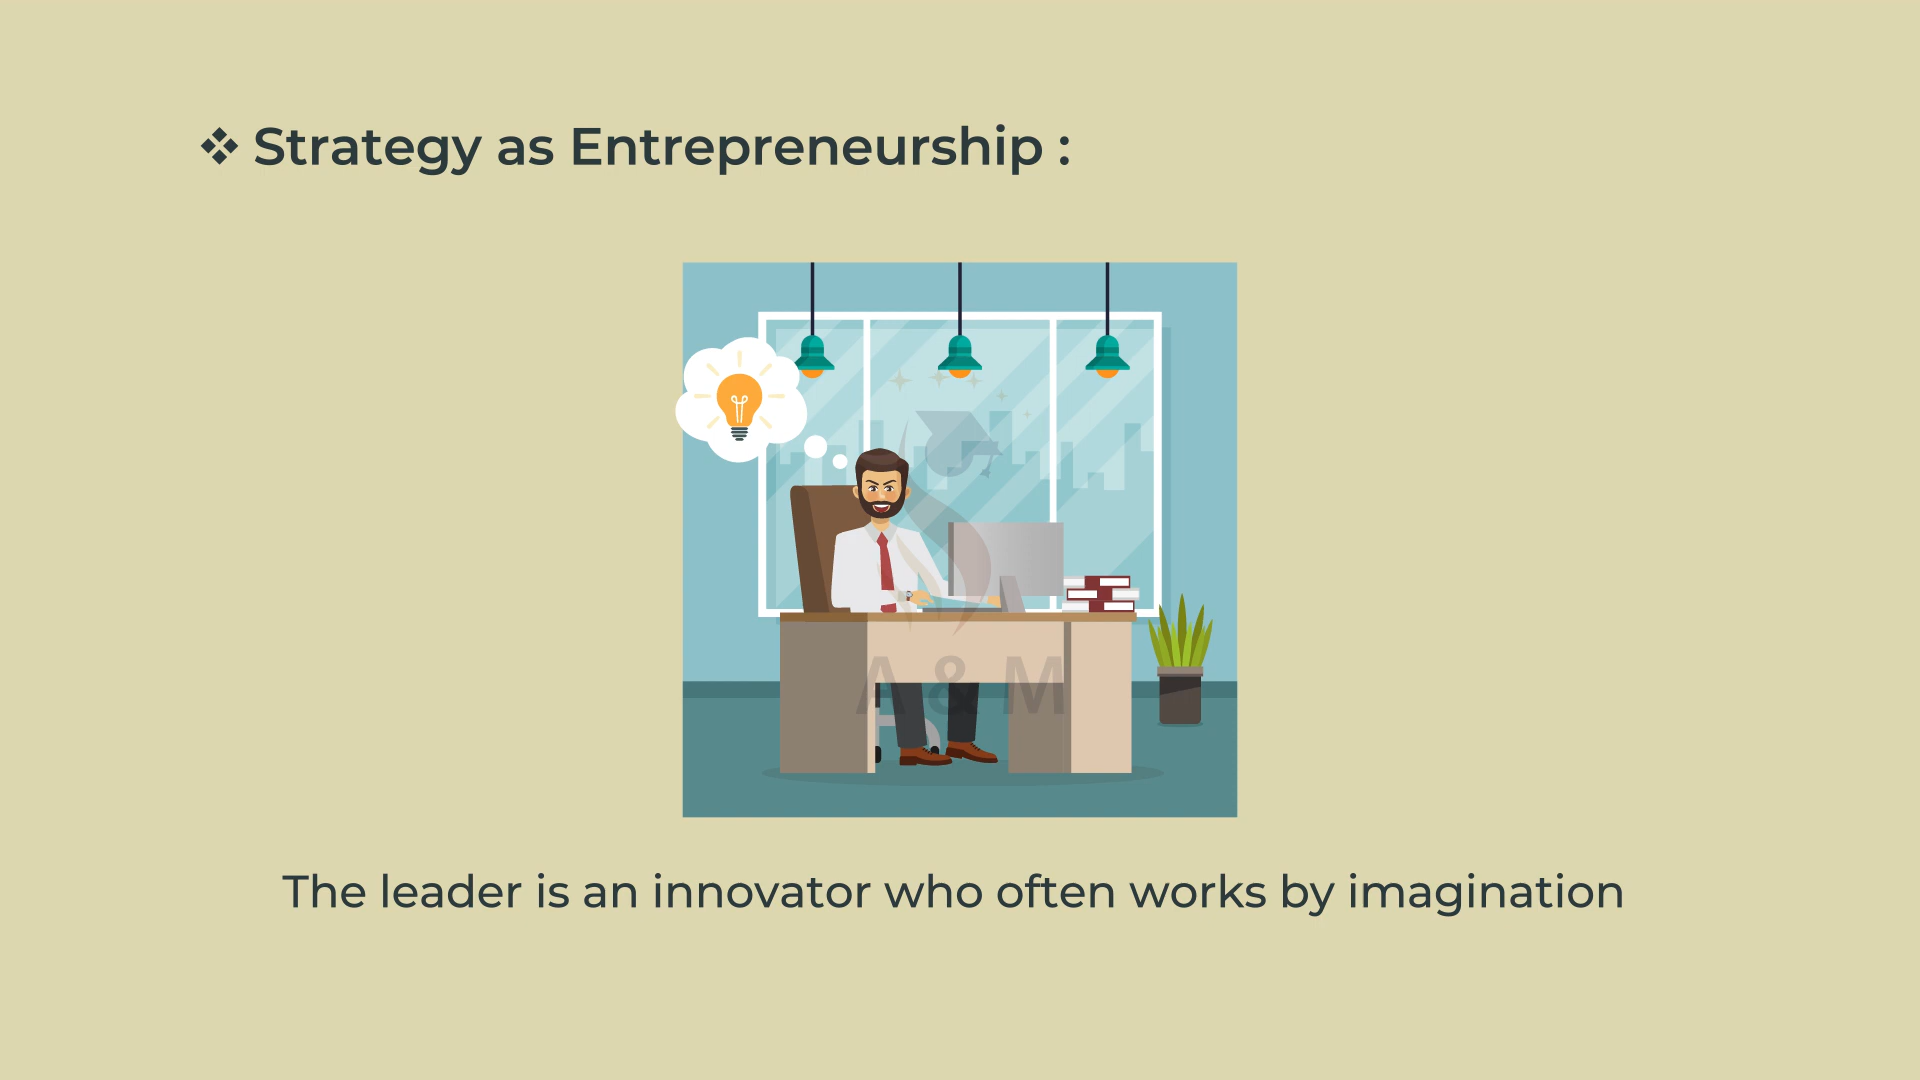 ❖ Strategy as Entrepreneurship :
A & M
The leader is an innovator who often works by imagination